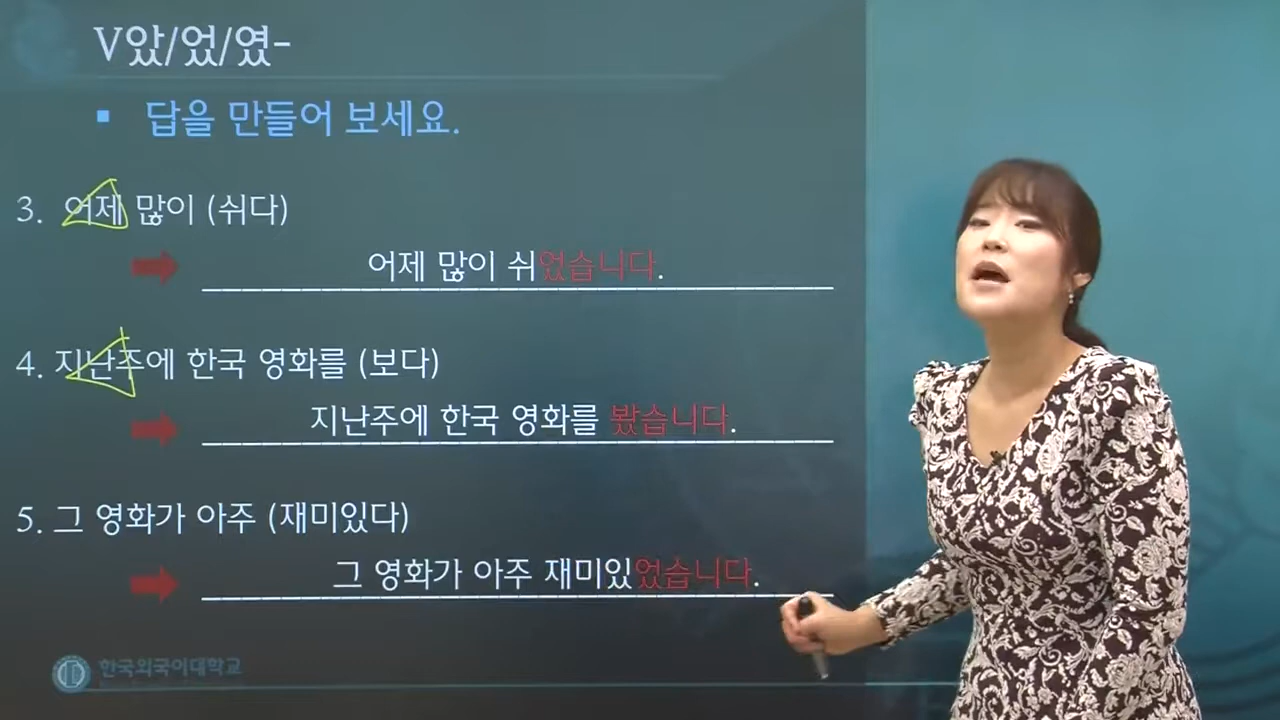 V았/었/였-
▪ 답을 만들어 보세요.
3. 어제 많이 (쉬다)
어제 많이 쉬었습니다.
4. 지난주에 한국 영화를 (보다)
지난주에 한국 영화를 봤습니다.
5. 그 영화가 아주 (재미있다)
그 영화가 아주 재미있었습니다.
한국외국어대학교